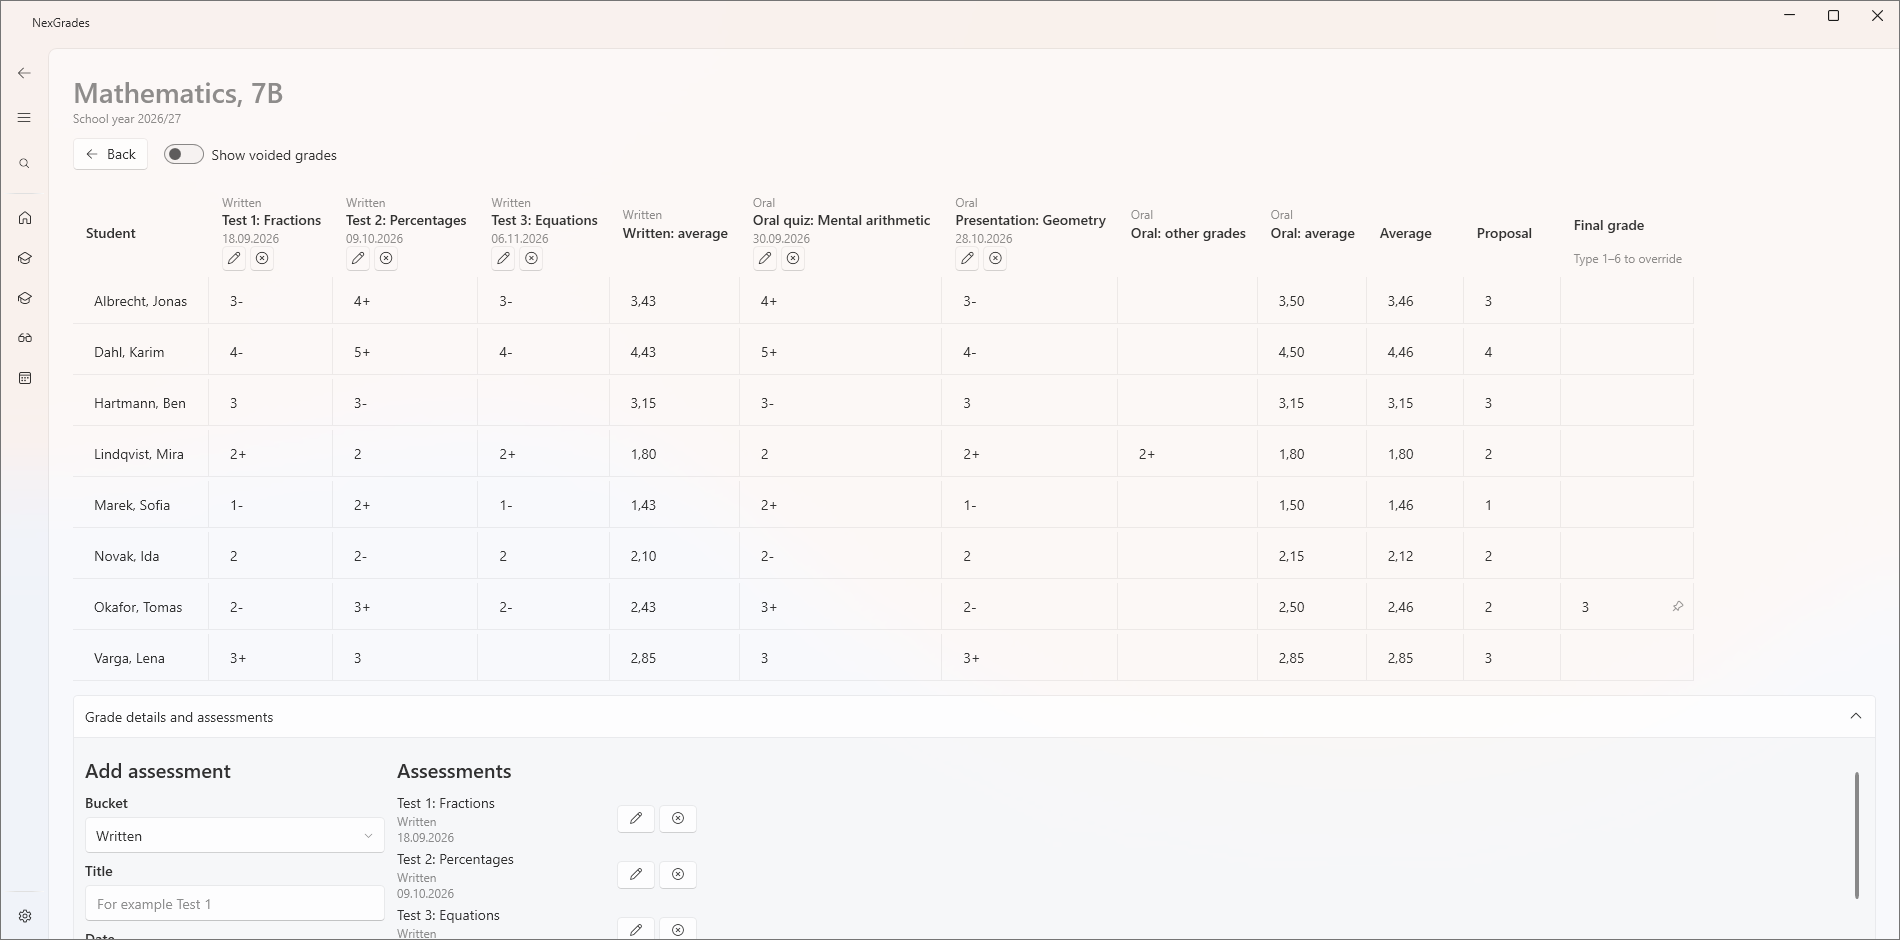 NexGrades
Mathematics, 7B
School year 2026/27
Back
Show voided grades
Student
Written
Test 1: Fractions
18.09.2026
Written
Test 2: Percentages
09.10.2026
Written
Test 3: Equations
06.11.2026
Written
Written: average
Oral
Oral quiz: Mental arithmetic
30.09.2026
Oral
Presentation: Geometry
28.10.2026
Oral
Oral: other grades
Oral
Oral: average
Average
Proposal
Final grade
Type 1–6 to override
Albrecht, Jonas 3- 4+ 3- 3,43 4+ 3- 3,50 3,46 3
Dahl, Karim 4- 5+ 4- 4,43 5+ 4- 4,50 4,46 4
Hartmann, Ben 3 3- 3,15 3- 3 3,15 3,15 3
Lindqvist, Mira 2+ 2 2+ 1,80 2 2+ 2+ 1,80 1,80 2
Marek, Sofia 1- 2+ 1- 1,43 2+ 1- 1,50 1,46 1
Novak, Ida 2 2- 2 2,10 2- 2 2,15 2,12 2
Okafor, Tomas 2- 3+ 2- 2,43 3+ 2- 2,50 2,46 2 3
Varga, Lena 3+ 3 2,85 3 3+ 2,85 2,85 3
Grade details and assessments
Add assessment
Bucket
Written
Title
For example Test 1
Date
Assessments
Test 1: Fractions
Written
18.09.2026
Test 2: Percentages
Written
09.10.2026
Test 3: Equations
Written